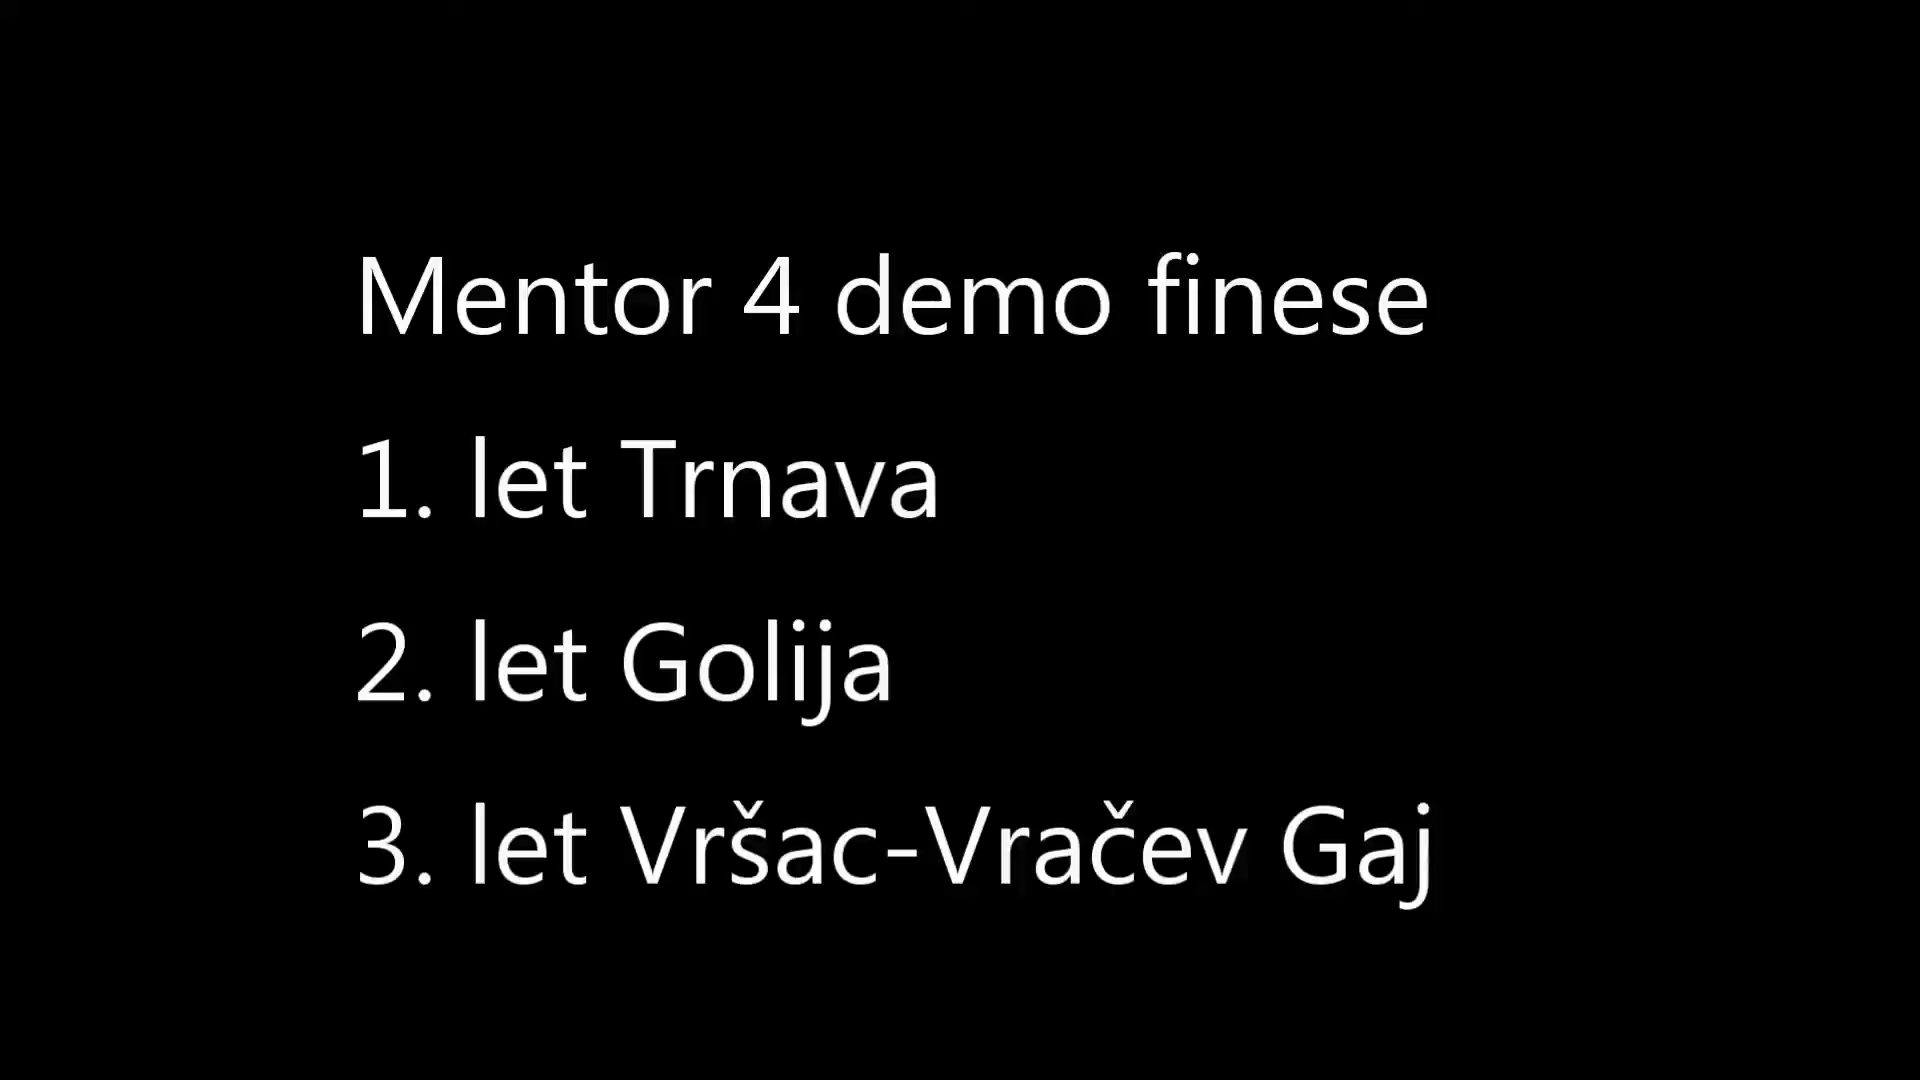 Mentor 4 demo finese
1. let Trnava
2. let Golija
3. let Vršac-Vračev Gaj